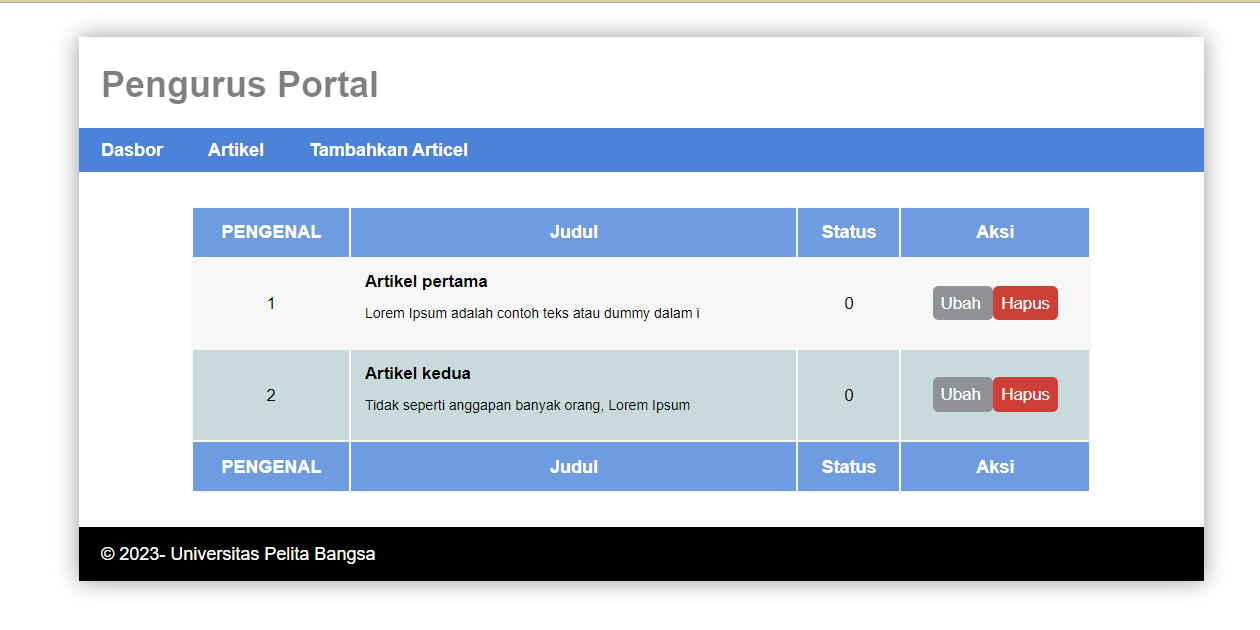 Pengurus Portal
Dasbor Artikel Tambahkan Articel
PENGENAL Judul Status Aksi
1 Artikel pertama 0 Ubah Hapus
Lorem Ipsum adalah contoh teks atau dummy dalam i
2 Artikel kedua 0 Ubah Hapus
Tidak seperti anggapan banyak orang, Lorem Ipsum
PENGENAL Judul Status Aksi
© 2023- Universitas Pelita Bangsa